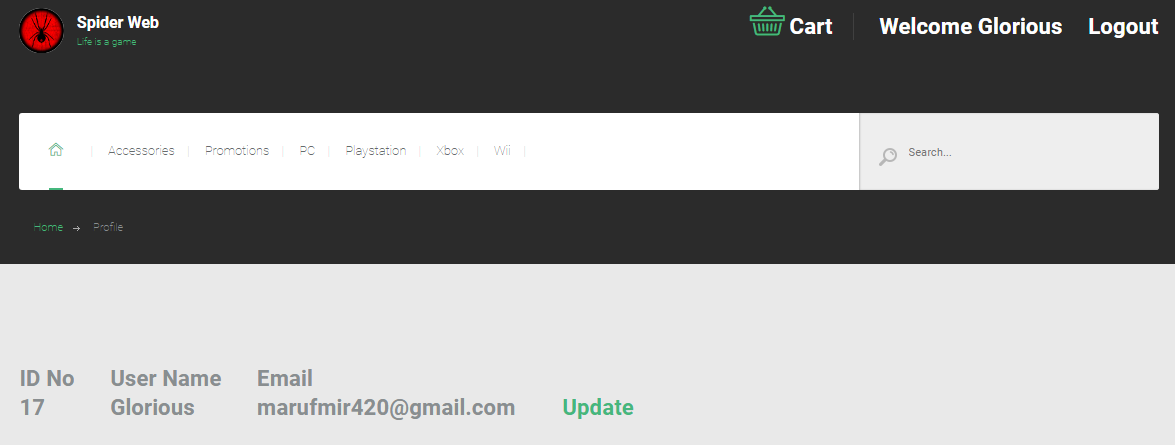 Spider Web
Life is a game
Cart
Welcome Glorious
Logout
Accessories
Promotions
PC
Playstation
Xbox
Wii
Search...
Home
Profile
ID No User Name Email
17 Glorious marufmir420@gmail.com Update